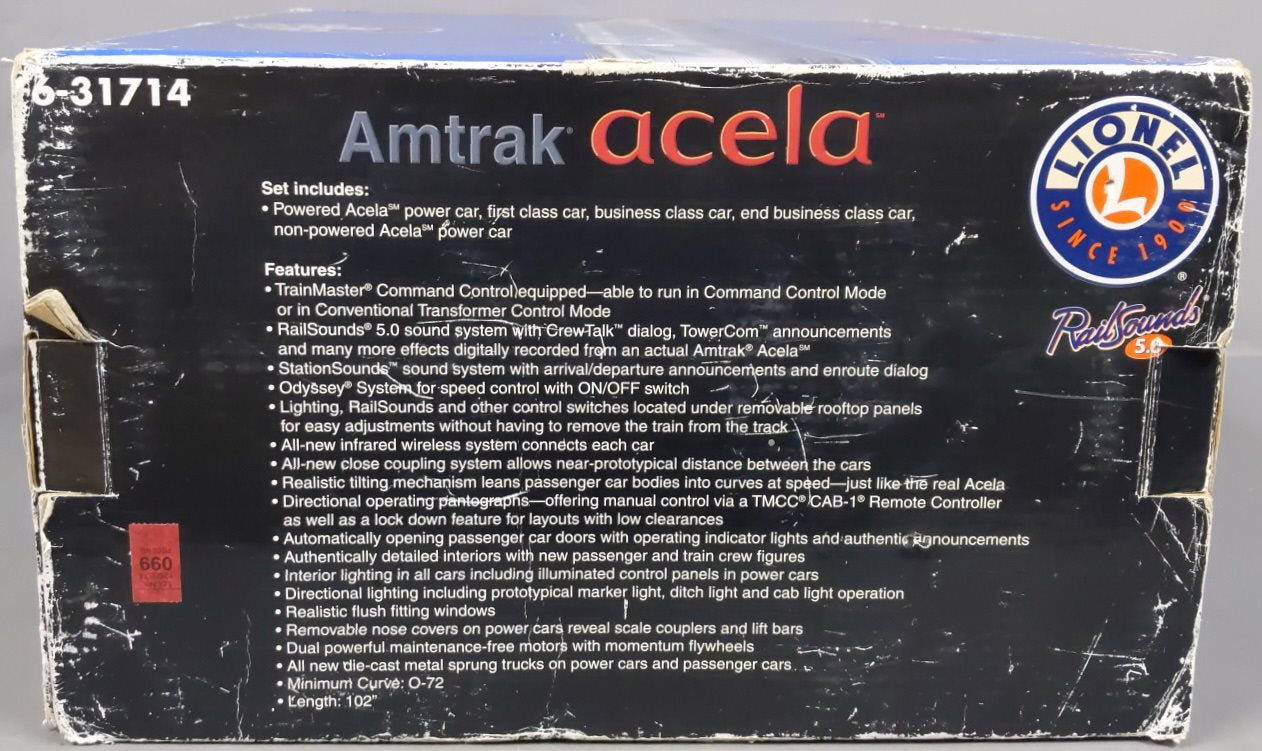 6-31714
Amtrak® acela℠
LIONEL
L
SINCE 1900
®
RailSounds®
5.0
Set includes:
• Powered Acela℠ power car, first class car, business class car, end business class car,
non-powered Acela℠ power car
Features:
• TrainMaster® Command Control equipped—able to run in Command Control Mode
or in Conventional Transformer Control Mode
• RailSounds® 5.0 sound system with CrewTalk™ dialog, TowerCom™ announcements
and many more effects digitally recorded from an actual Amtrak® Acela℠
• StationSounds™ sound system with arrival/departure announcements and enroute dialog
• Odyssey® System for speed control with ON/OFF switch
• Lighting, RailSounds and other control switches located under removable rooftop panels
for easy adjustments without having to remove the train from the track
• All-new infrared wireless system connects each car
• All-new close coupling system allows near-prototypical distance between the cars
• Realistic tilting mechanism leans passenger car bodies into curves at speed—just like the real Acela
• Directional operating pantographs—offering manual control via a TMCC® CAB-1® Remote Controller
as well as a lock down feature for layouts with low clearances
• Automatically opening passenger car doors with operating indicator lights and authentic announcements
• Authentically detailed interiors with new passenger and train crew figures
• Interior lighting in all cars including illuminated control panels in power cars
• Directional lighting including prototypical marker light, ditch light and cab light operation
• Realistic flush fitting windows
• Removable nose covers on power cars reveal scale couplers and lift bars
• Dual powerful maintenance-free motors with momentum flywheels
• All new die-cast metal sprung trucks on power cars and passenger cars
• Minimum Curve: O-72
• Length: 102"
660